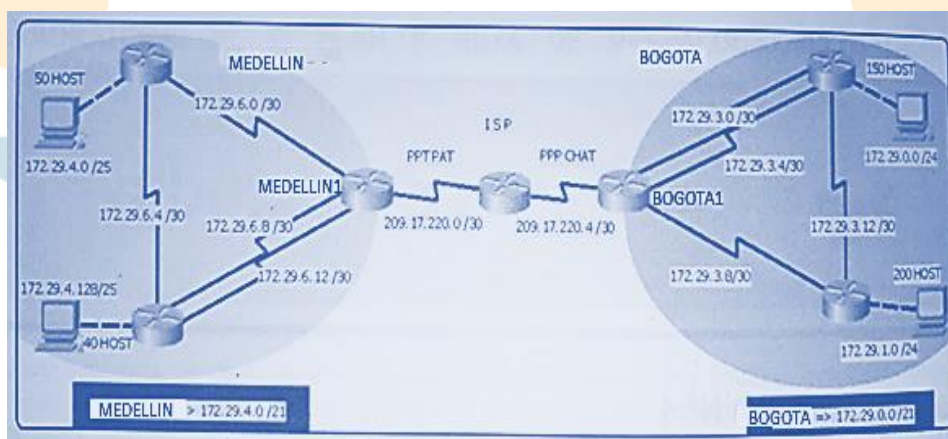 MEDELLIN - -
BOGOTA
50 HOST
172.29.6.0 /30
172.29.4.0 /25
I S P
172.29.3.0 /30
150 HOST
172.29.0.0 /24
PPT PAT
PPP CHAT
172.29.3.4 /30
MEDELLIN1
BOGOTA1
172.29.6.4 /30
172.29.6.8 /30
209.17.220.0 /30
209.17.220.4 /30
172.29.3.12 /30
172.29.6.12 /30
172.29.3.8/30
200 HOST
172.29.4.128/25
40 HOST
172.29.1.0 /24
MEDELLIN > 172.29.4.0 /21
BOGOTA => 172.29.0.0 /21